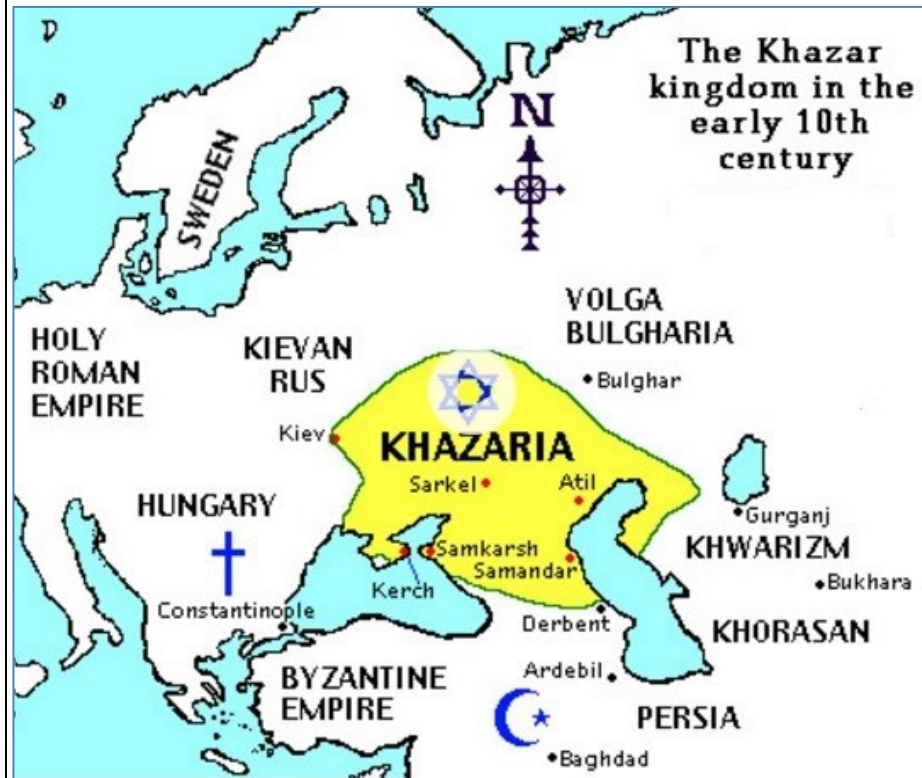 The Khazar
kingdom in the
early 10th
century
N
SWEDEN
VOLGA
BULGHARIA
HOLY
ROMAN
EMPIRE
KIEVAN
RUS
Bulghar
Kiev
KHAZARIA
Sarkel
Atil
HUNGARY
Gurganj
Samkarsh
KHWARIZM
Samandar
Kerch
Bukhara
Constantinople
Derbent
KHORASAN
Ardebil
BYZANTINE
EMPIRE
PERSIA
Baghdad